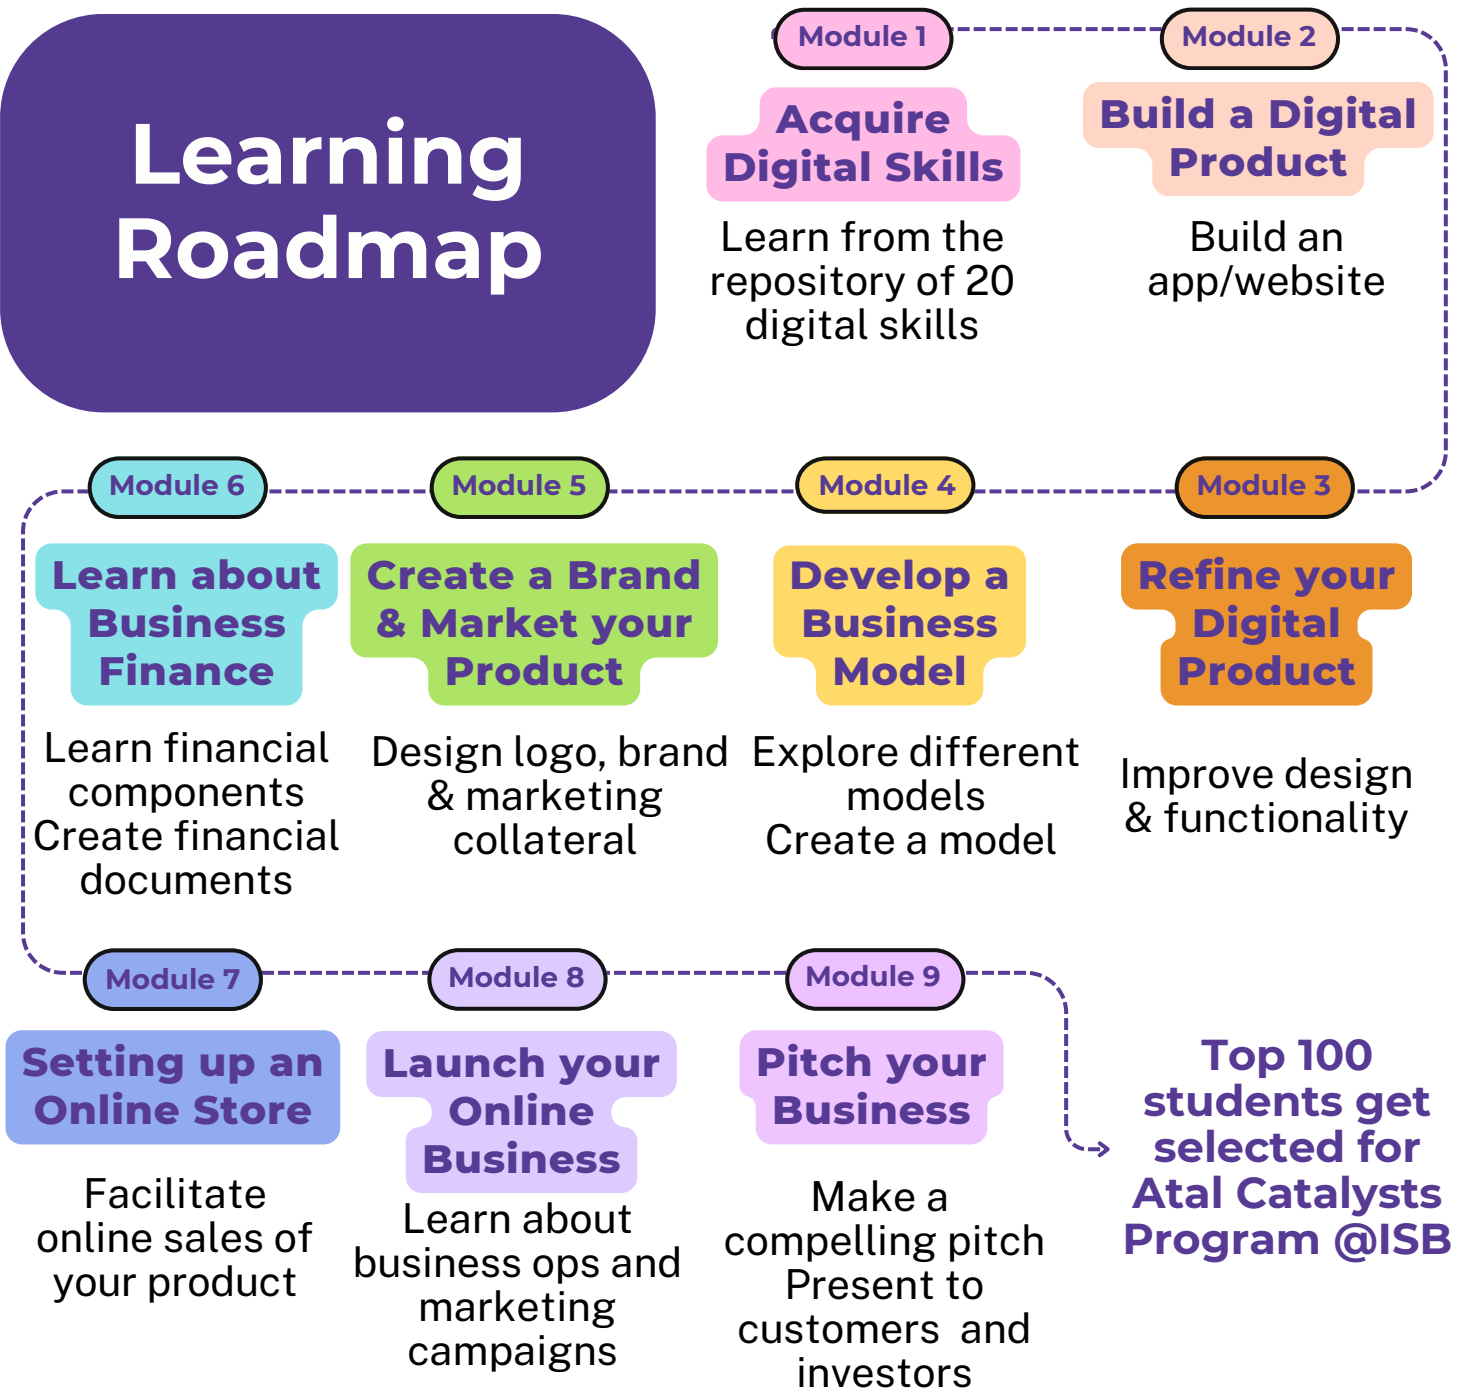 Learning
Roadmap
Module 1
Acquire
Digital Skills
Learn from the
repository of 20
digital skills
Module 2
Build a Digital
Product
Build an
app/website
Module 3
Refine your
Digital
Product
Improve design
& functionality
Module 4
Develop a
Business
Model
Explore different
models
Create a model
Module 5
Create a Brand
& Market your
Product
Design logo, brand
& marketing
collateral
Module 6
Learn about
Business
Finance
Learn financial
components
Create financial
documents
Module 7
Setting up an
Online Store
Facilitate
online sales of
your product
Module 8
Launch your
Online
Business
Learn about
business ops and
marketing
campaigns
Module 9
Pitch your
Business
Make a
compelling pitch
Present to
customers and
investors
Top 100
students get
selected for
Atal Catalysts
Program @ISB